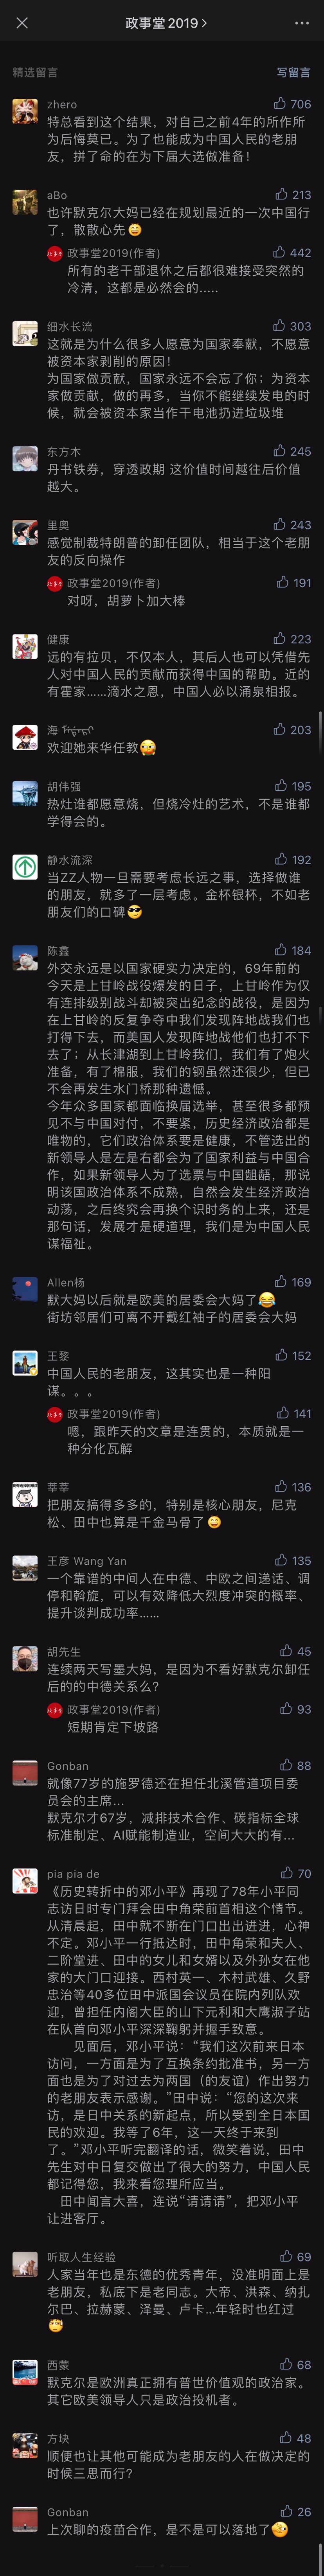 政事堂2019
精选留言
写留言
zhero
706
特总看到这个结果，对自己之前4年的所作所
为后悔莫已。为了也能成为中国人民的老朋
友，拼了命的在为下届大选做准备！
aBo
213
也许默克尔大妈已经在规划最近的一次中国行
了，散散心先
政事堂2019(作者)
442
所有的老干部退休之后都很难接受突然的
冷清，这都是必然会的.....
细水长流
303
这就是为什么很多人愿意为国家奉献，不愿意
被资本家剥削的原因！
为国家做贡献，国家永远不会忘了你；为资本
家做贡献，做的再多，当你不能继续发电的时
候，就会被资本家当作干电池扔进垃圾堆
东方木
245
丹书铁券，穿透政期 这价值时间越往后价值
越大。
里奥
243
感觉制裁特朗普的卸任团队，相当于这个老朋
友的反向操作
政事堂2019(作者)
191
对呀，胡萝卜加大棒
健康
223
远的有拉贝，不仅本人，其后人也可以凭借先
人对中国人民的贡献而获得中国的帮助。近的
有霍家……滴水之恩，中国人必以涌泉相报。
海
203
欢迎她来华任教
胡伟强
195
热灶谁都愿意烧，但烧冷灶的艺术，不是谁都
学得会的。
静水流深
192
当ZZ人物一旦需要考虑长远之事，选择做谁
的朋友，就多了一层考虑。金杯银杯，不如老
朋友们的口碑
陈鑫
184
外交永远是以国家硬实力决定的，69年前的
今天是上甘岭战役爆发的日子，上甘岭作为仅
有连排级别战斗却被突出纪念的战役，是因为
在上甘岭的反复争夺中我们发现阵地战我们也
打得下去，而美国人发现阵地战他们也打不下
去了；从长津湖到上甘岭我们，我们有了炮火
准备，有了棉服，我们的钢虽然还很少，但已
不会再发生水门桥那种遗憾。
今年众多国家都面临换届选举，甚至很多都预
见不与中国对付，不要紧，历史经济政治都是
唯物的，它们政治体系要是健康，不管选出的
新领导人是左是右都会为了国家利益与中国合
作，如果新领导人为了选票与中国龃龉，那说
明该国政治体系不成熟，自然会发生经济政治
动荡，之后终究会再换个识时务的上来，还是
那句话，发展才是硬道理，我们是为中国人民
谋福祉。
Allen杨
169
默大妈以后就是欧美的居委会大妈了
街坊邻居们可离不开戴红袖子的居委会大妈
王黎
152
中国人民的老朋友，这其实也是一种阳
谋。。。
政事堂2019(作者)
141
嗯，跟昨天的文章是连贯的，本质就是一
种分化瓦解
莘莘
136
把朋友搞得多多的，特别是核心朋友，尼克
松、田中也算是千金马骨了
王彦 Wang Yan
135
一个靠谱的中间人在中德、中欧之间递话、调
停和斡旋，可以有效降低大烈度冲突的概率、
提升谈判成功率……
胡先生
45
连续两天写墨大妈，是因为不看好默克尔卸任
后的的中德关系么？
政事堂2019(作者)
93
短期肯定下坡路
Gonban
88
就像77岁的施罗德还在担任北溪管道项目委
员会的主席…
默克尔才67岁，减排技术合作、碳指标全球
标准制定、AI赋能制造业，空间大大的有…
pia pia de
70
《历史转折中的邓小平》再现了78年小平同
志访日时专门拜会田中角荣前首相这个情节。
从清晨起，田中就不断在门口出出进进，心神
不定。邓小平一行抵达时，田中角荣和夫人、
二阶堂进、田中的女儿和女婿以及外孙女在他
家的大门口迎接。西村英一、木村武雄、久野
忠治等40多位田中派国会议员在院内列队欢
迎，曾担任内阁大臣的山下元利和大鹰淑子站
在队首向邓小平深深鞠躬并握手致意。
见面后，邓小平说：“我们这次前来日本
访问，一方面是为了互换条约批准书，另一方
面也是为了对过去为两国（的友谊）作出努力
的老朋友表示感谢。”田中说：“您的这次来
访，是日中关系的新起点，所以受到全日本国
民的欢迎。我等了6年，这一天终于来到
了。”邓小平听完翻译的话，微笑着说，田中
先生对中日复交做出了很大的努力，中国人民
都记得您，我来看您理所应当。
田中闻言大喜，连说“请请请”，把邓小平
让进客厅。
听取人生经验
69
人家当年也是东德的优秀青年，没准明面上是
老朋友，私底下是老同志。大帝、洪森、纳扎
尔巴、拉赫蒙、泽曼、卢卡…年轻时也红过
西蒙
68
默克尔是欧洲真正拥有普世价值观的政治家。
其它欧美领导人只是政治投机者。
方块
48
顺便也让其他可能成为老朋友的人在做决定的
时候三思而行？
Gonban
26
上次聊的疫苗合作，是不是可以落地了